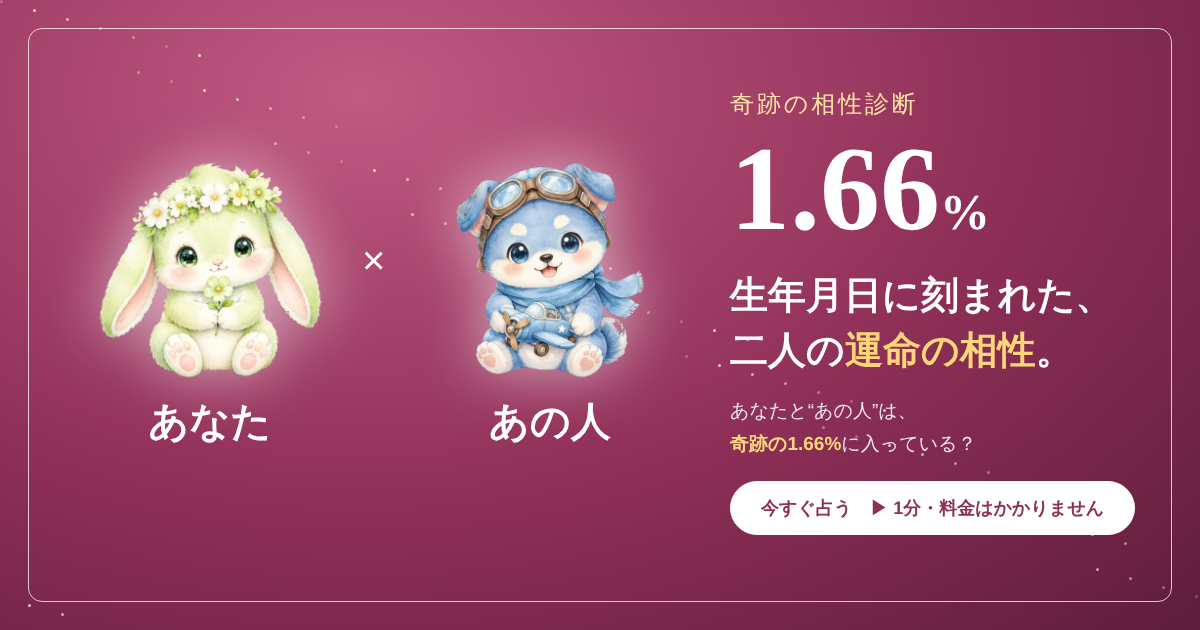 あなた
×
あの人
奇跡の相性診断
1.66%
生年月日に刻まれた、
二人の運命の相性。
あなたと“あの人”は、
奇跡の1.66%に入っている？
今すぐ占う ▶ 1分・料金はかかりません